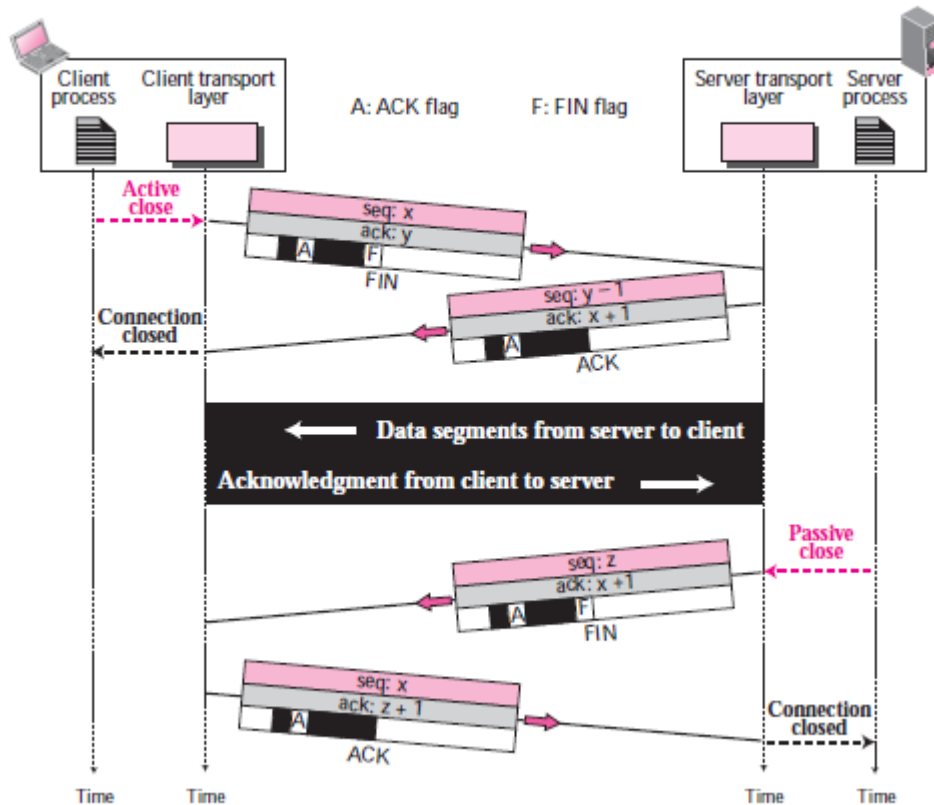 Client process
Client transport layer
A: ACK flag
F: FIN flag
Server transport layer
Server process
Active close
seq: x
ack: y
A
F
FIN
seq: y – 1
ack: x + 1
A
ACK
Connection closed
Data segments from server to client
Acknowledgment from client to server
Passive close
seq: z
ack: x +1
A
F
FIN
seq: x
ack: z + 1
A
ACK
Connection closed
Time
Time
Time
Time